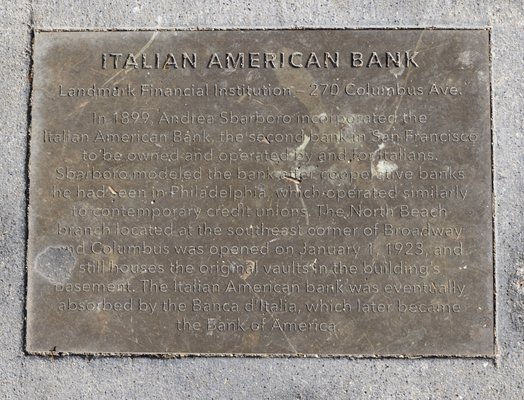 ITALIAN AMERICAN BANK
Landmark Financial Institution – 270 Columbus Ave.
In 1899, Andrea Sbarboro incorporated the
Italian American Bank, the second bank in San Francisco
to be owned and operated by and for Italians.
Sbarboro modeled the bank after cooperative banks
he had seen in Philadelphia which operated similarly
to contemporary credit unions. The North Beach
branch located at the southeast corner of Broadway
and Columbus was opened on January 1, 1923, and
still houses the original vaults in the building's
basement. The Italian American bank was eventually
absorbed by the Banca d'Italia, which later became
the Bank of America.